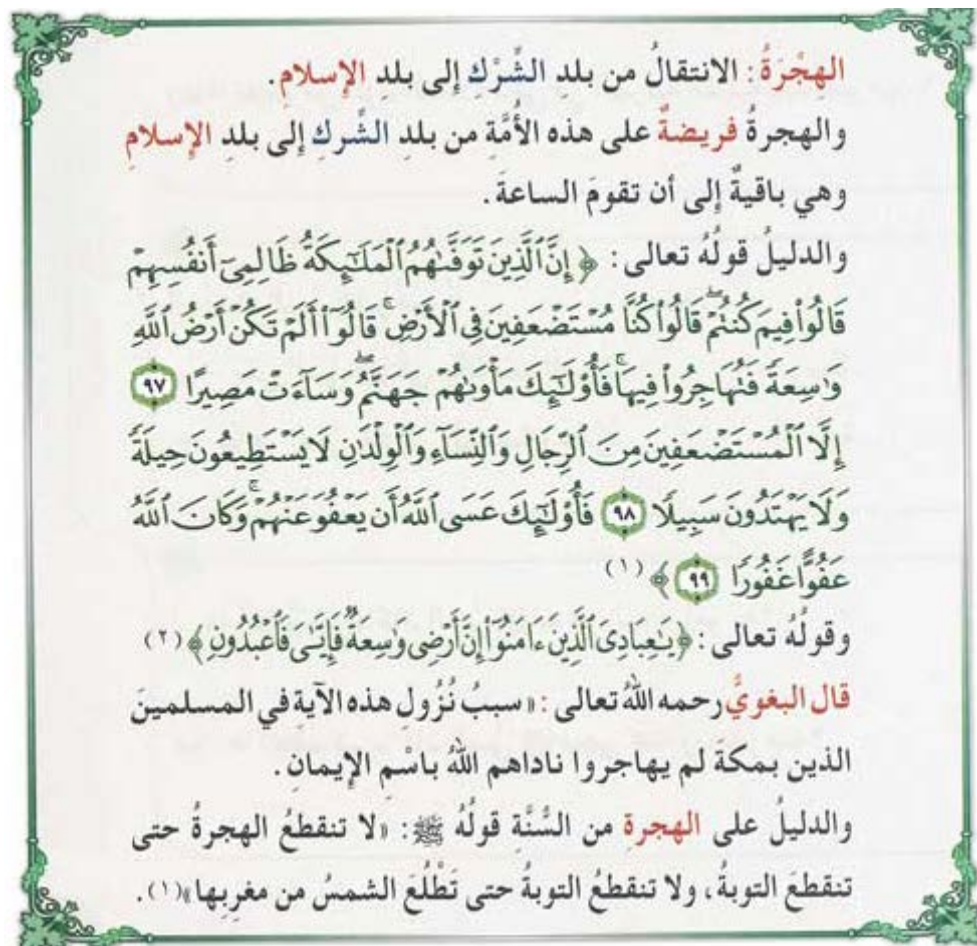 الهِجْرَةُ: الانتقالُ من بلد الشِّرْكِ إلى بلدِ الإسلامِ.
والهجرةُ فريضةٌ على هذه الأُمَّة من بلدِ الشِّركِ إلى بلدِ الإسلامِ
وهي باقيةٌ إلى أن تقومَ الساعةَ.
والدليلُ قولُهُ تعالى: ﴿ إِنَّ ٱلَّذِينَ تَوَفَّىٰهُمُ ٱلْمَلَٰٓئِكَةُ ظَالِمِىٓ أَنفُسِهِمْ
قَالُوا۟ فِيمَ كُنتُمْ ۖ قَالُوا۟ كُنَّا مُسْتَضْعَفِينَ فِى ٱلْأَرْضِ ۚ قَالُوٓا۟ أَلَمْ تَكُنْ أَرْضُ ٱللَّهِ
وَٰسِعَةً فَتُهَاجِرُوا۟ فِيهَا ۚ فَأُو۟لَٰٓئِكَ مَأْوَىٰهُمْ جَهَنَّمُ ۖ وَسَآءَتْ مَصِيرًا ٩٧
إِلَّا ٱلْمُسْتَضْعَفِينَ مِنَ ٱلرِّجَالِ وَٱلنِّسَآءِ وَٱلْوِلْدَٰنِ لَا يَسْتَطِيعُونَ حِيلَةً
وَلَا يَهْتَدُونَ سَبِيلًا ٩٨ فَأُو۟لَٰٓئِكَ عَسَى ٱللَّهُ أَن يَعْفُوَ عَنْهُمْ ۚ وَكَانَ ٱللَّهُ
عَفُوًّا غَفُورًا ٩٩ ﴾ (١)
وقولُهُ تعالى: ﴿ يَٰعِبَادِىَ ٱلَّذِينَ ءَامَنُوٓا۟ إِنَّ أَرْضِى وَٰسِعَةٌ فَإِيَّٰىَ فَٱعْبُدُونِ ﴾ (٢)
قال البغويُّ رحمه اللهُ تعالى: «سببُ نُزُولِ هذه الآيةِ في المسلمينَ
الذين بمكةَ لم يهاجروا ناداهم اللهُ باسْمِ الإيمانِ.
والدليلُ على الهجرةِ من السُّنَّةِ قولُهُ ﷺ: «لا تنقطعُ الهجرةُ حتى
تنقطعَ التوبةُ، ولا تنقطعُ التوبةُ حتى تَطْلُعَ الشمسُ من مغربِها»(١).